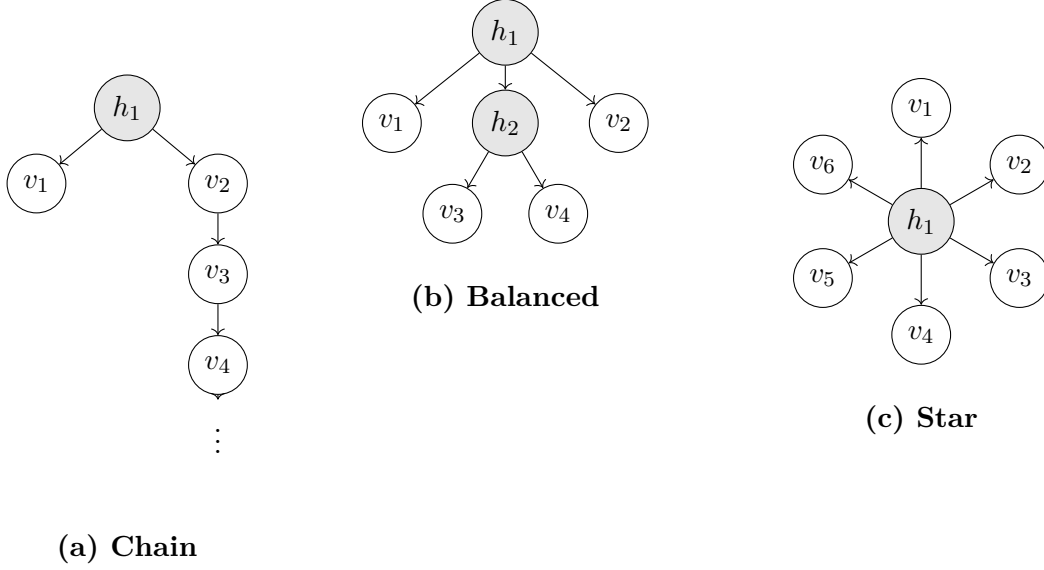 h₁
v₁
v₂
v₃
v₄
⋮
(a) Chain
h₁
v₁
h₂
v₂
v₃
v₄
(b) Balanced
v₁
v₆
v₂
h₁
v₅
v₃
v₄
(c) Star